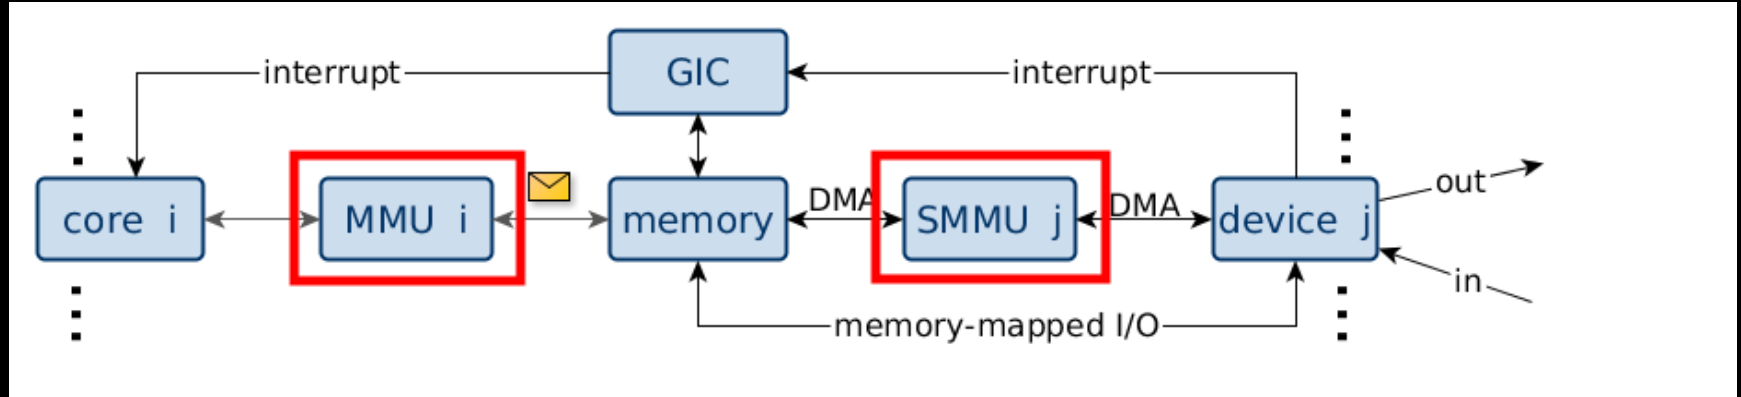 interrupt
GIC
interrupt
core i
MMU i
memory
DMA
SMMU j
DMA
device j
out
in
memory-mapped I/O